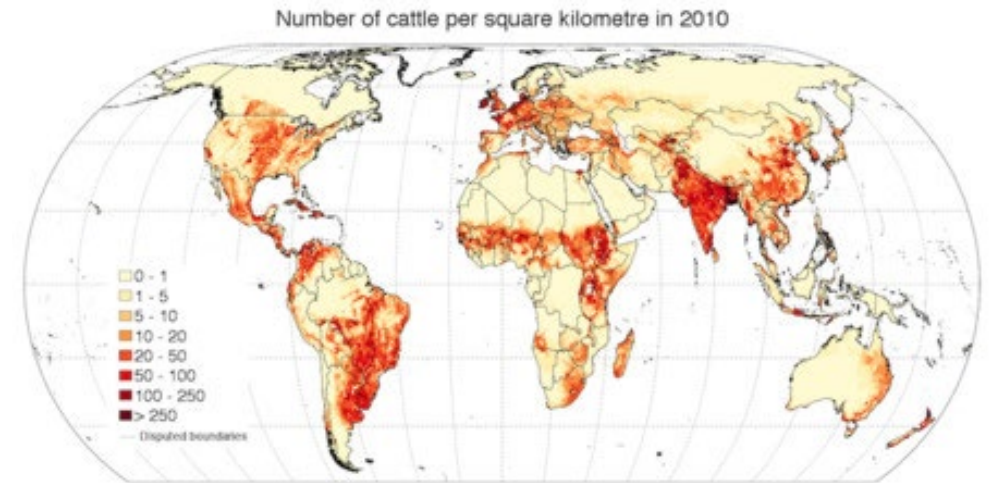 Number of cattle per square kilometre in 2010
0 - 1
1 - 5
5 - 10
10 - 20
20 - 50
50 - 100
100 - 250
> 250
Disputed boundaries